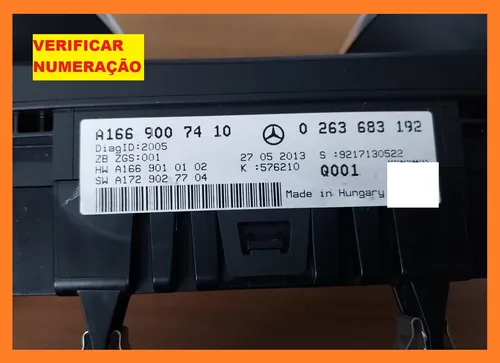 VERIFICAR
NUMERAÇÃO
A166 900 74 10 0 263 683 192
DiagID:2005
ZB ZGS:001 27 05 2013 S :9217130522
HW A166 901 01 02 K :576210 Q001
SW A172 902 77 04 Made in Hungary